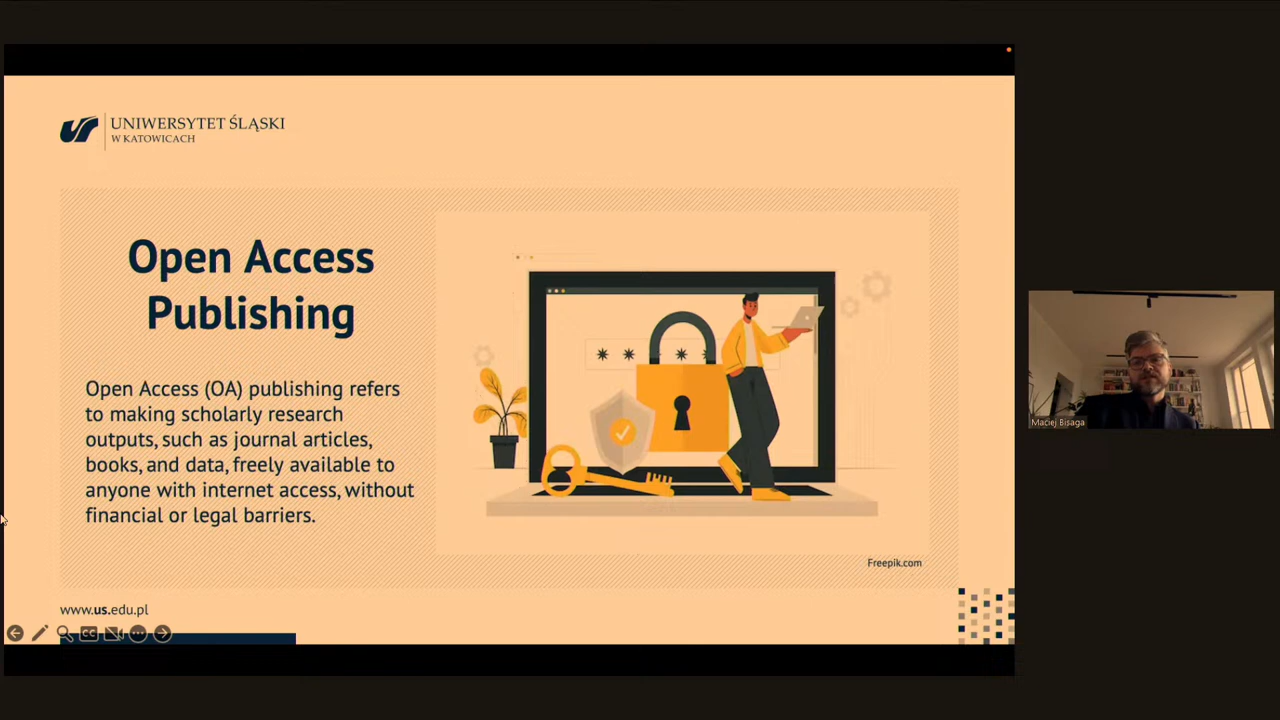 UNIWERSYTET ŚLĄSKI
W KATOWICACH
Open Access
Publishing
Open Access (OA) publishing refers
to making scholarly research
outputs, such as journal articles,
books, and data, freely available to
anyone with internet access, without
financial or legal barriers.
Freepik.com
www.us.edu.pl
CC
Maciej Bisaga